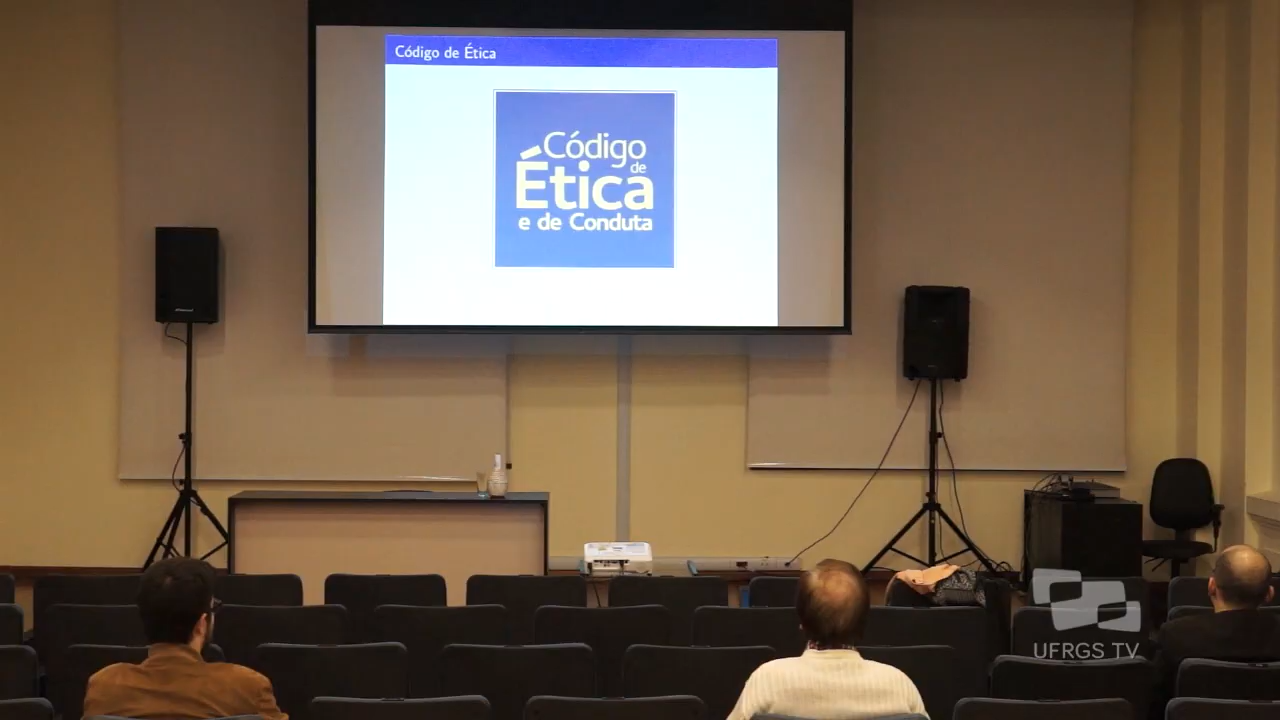 Código de Ética
Código
de
Ética
e de Conduta
UFRGS TV